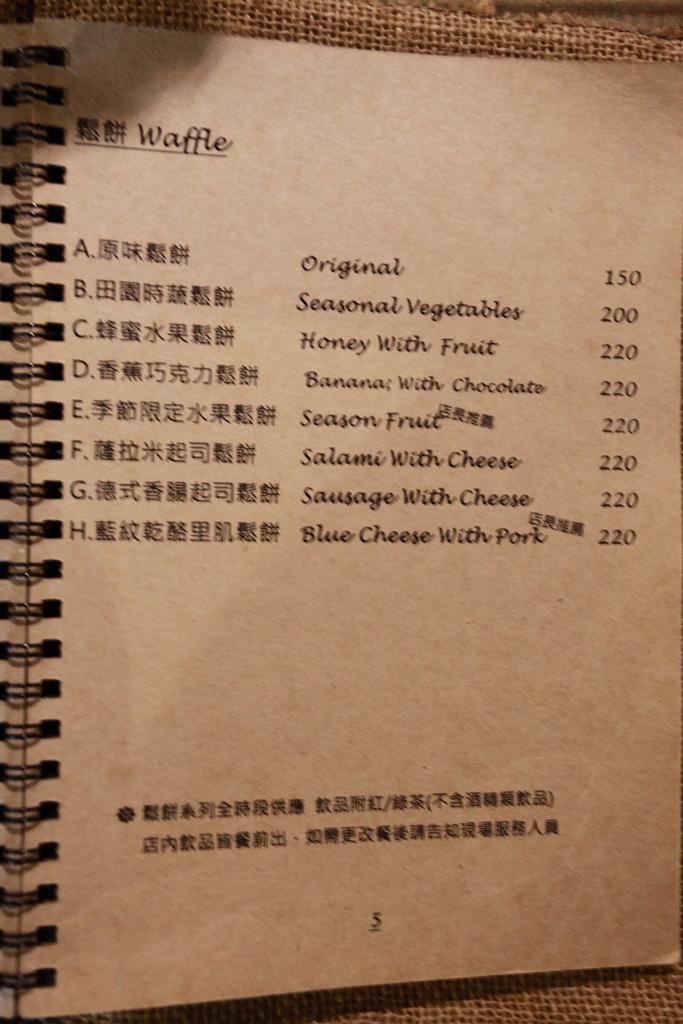 鬆餅 Waffle
A.原味鬆餅 Original 150
B.田園時蔬鬆餅 Seasonal Vegetables 200
C.蜂蜜水果鬆餅 Honey With Fruit 220
D.香蕉巧克力鬆餅 Banana; With Chocolate 220
E.季節限定水果鬆餅 Season Fruit 店長推薦 220
F.薩拉米起司鬆餅 Salami With Cheese 220
G.德式香腸起司鬆餅 Sausage With Cheese 220
H.藍紋乾酪里肌鬆餅 Blue Cheese With Pork 店長推薦 220
鬆餅系列全時段供應 飲品附紅/綠茶(不含酒精類飲品)
店內飲品皆餐前出、如需更改餐後請告知現場服務人員
5